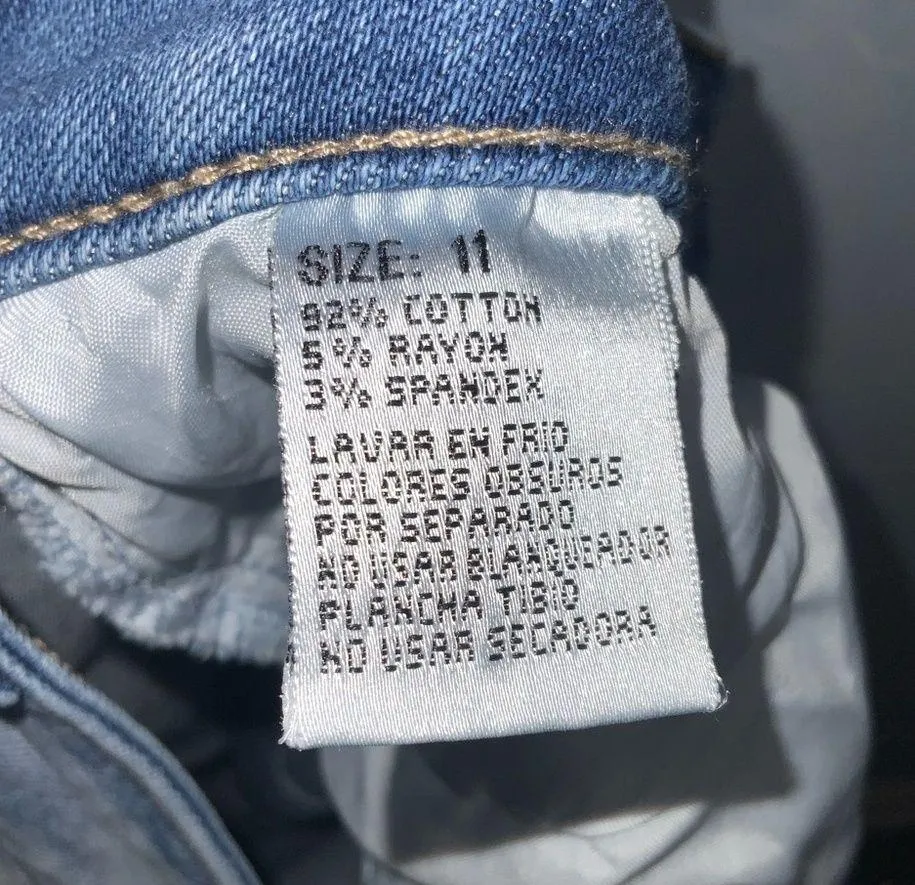 SIZE: 11
92% COTTON
5% RAYON
3% SPANDEX
LAVAR EN FRIO
COLORES OBSUROS
POR SEPARADO
NO USAR BLANQUEADOR
PLANCHA TIBIO
NO USAR SECADORA